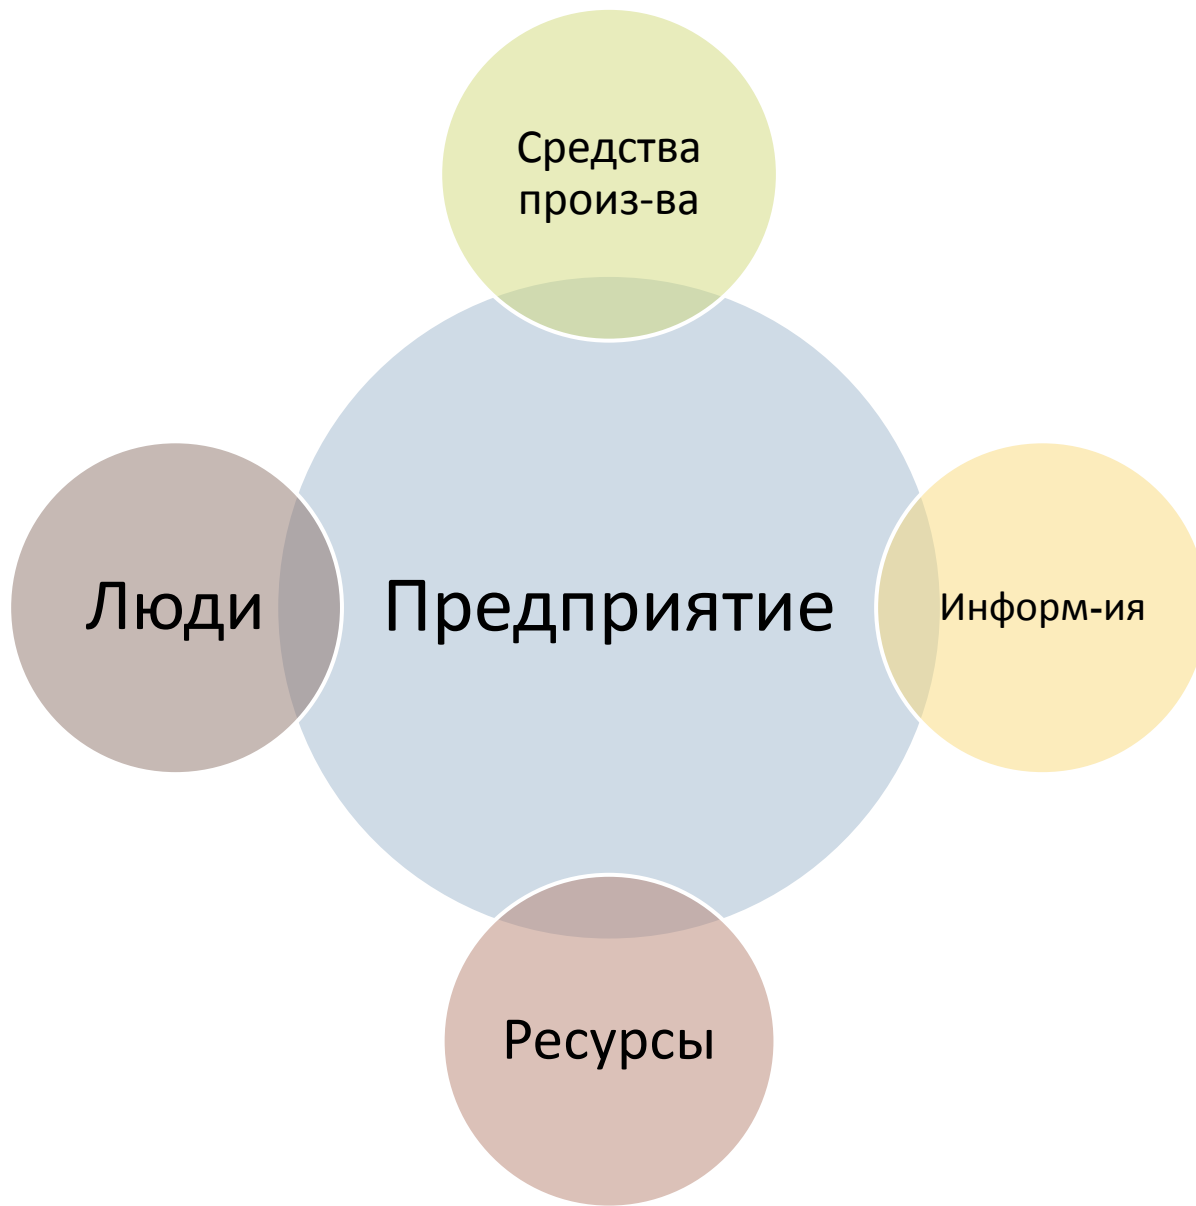 Средства
произ-ва
Люди
Предприятие
Информ-ия
Ресурсы